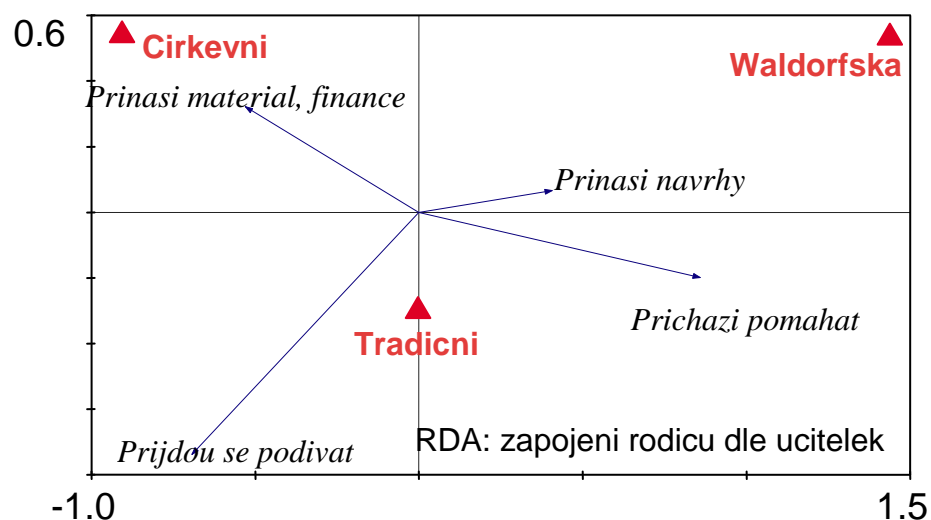 0.6
Cirkevni
Waldorfska
Prinasi material, finance
Prinasi navrhy
Prichazi pomahat
Tradicni
Prijdou se podivat
RDA: zapojeni rodicu dle ucitelek
-1.0
1.5